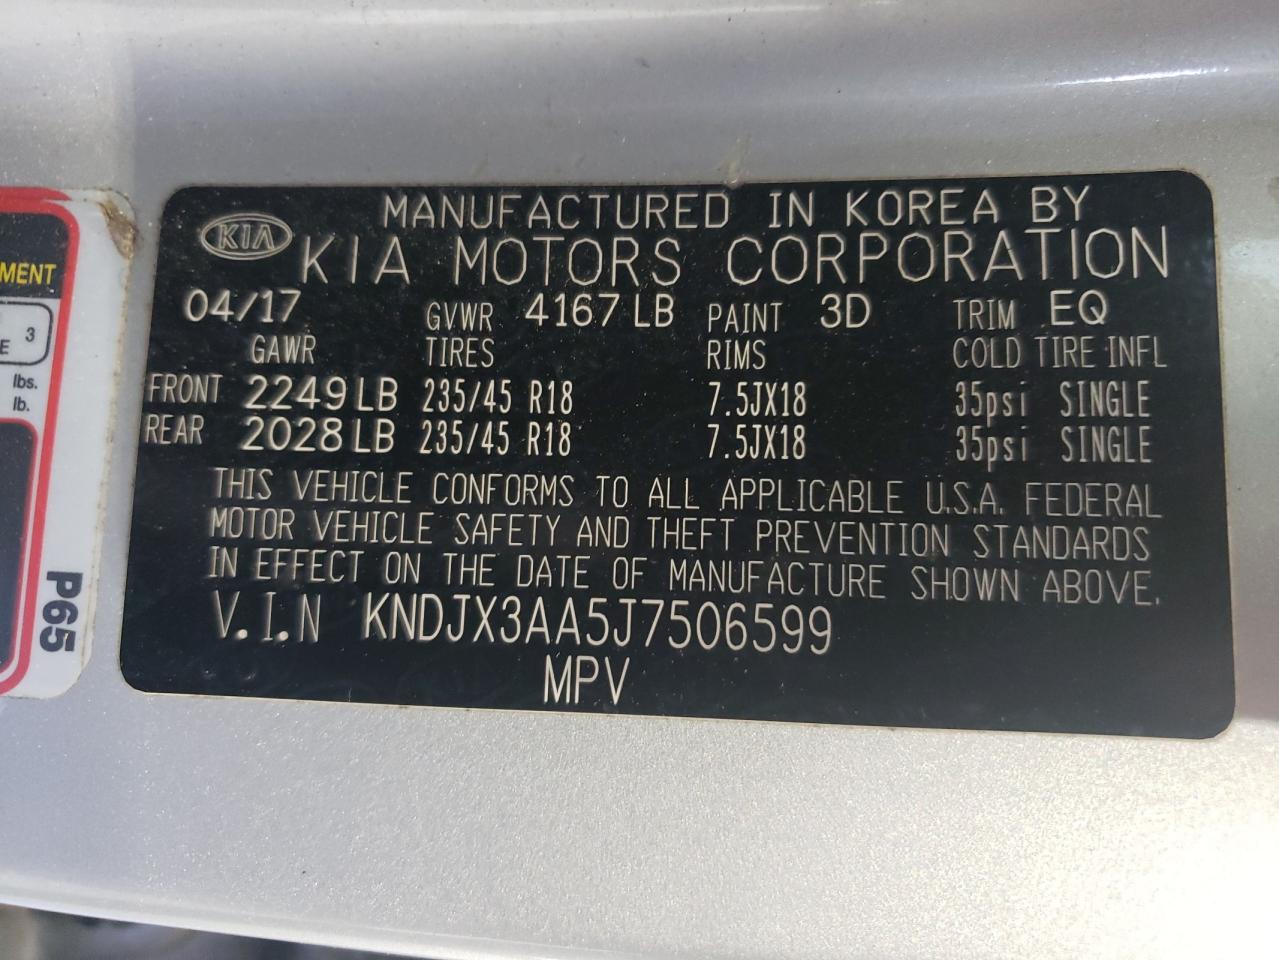 MANUFACTURED IN KOREA BY
KIA KIA MOTORS CORPORATION
04/17 GVWR 4167 LB PAINT 3D TRIM EQ
GAWR TIRES RIMS COLD TIRE INFL
FRONT 2249 LB 235/45 R18 7.5JX18 35psi SINGLE
REAR 2028 LB 235/45 R18 7.5JX18 35psi SINGLE
THIS VEHICLE CONFORMS TO ALL APPLICABLE U.S.A. FEDERAL
MOTOR VEHICLE SAFETY AND THEFT PREVENTION STANDARDS
IN EFFECT ON THE DATE OF MANUFACTURE SHOWN ABOVE.
V.I.N KNDJX3AA5J7506599
MPV
MENT
3
E
lbs.
lb.
P65